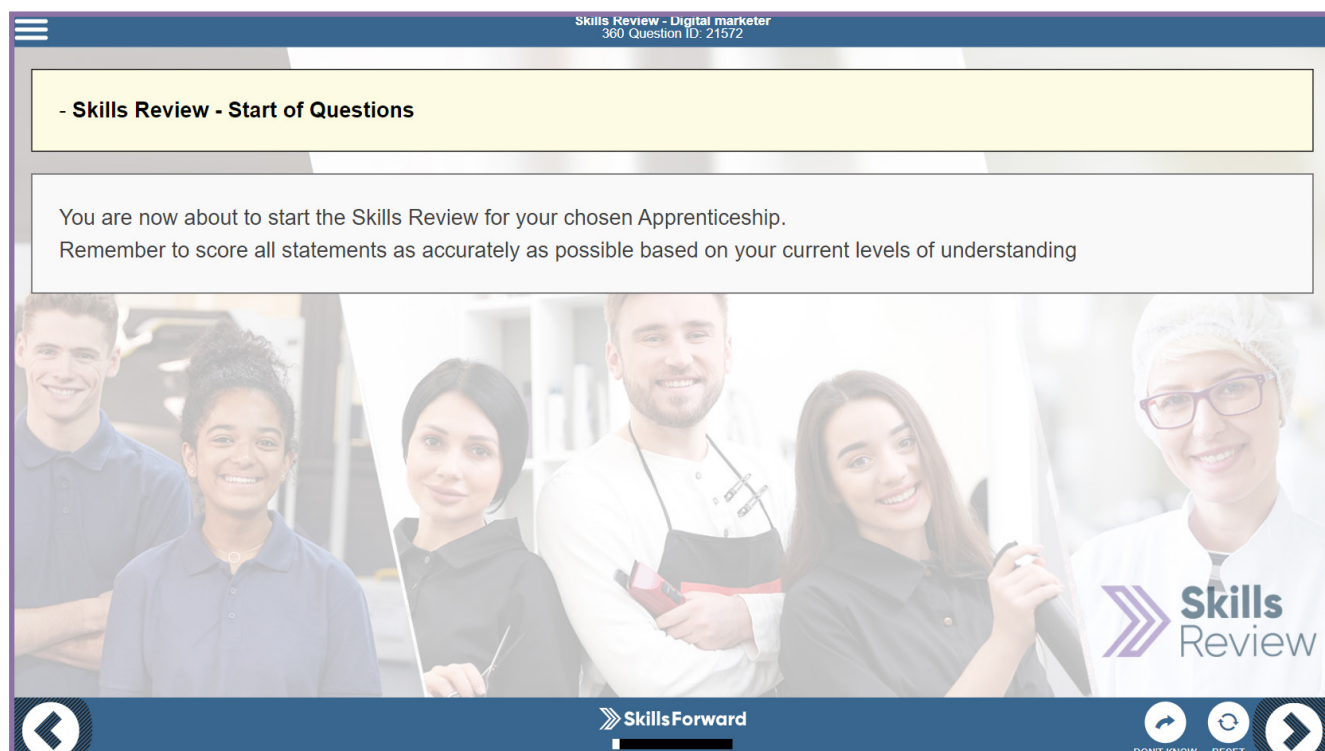 Skills Review - Digital marketer
360 Question ID: 21572
- Skills Review - Start of Questions
You are now about to start the Skills Review for your chosen Apprenticeship.
Remember to score all statements as accurately as possible based on your current levels of understanding
Skills
Review
SkillsForward
DON'T KNOW RESET